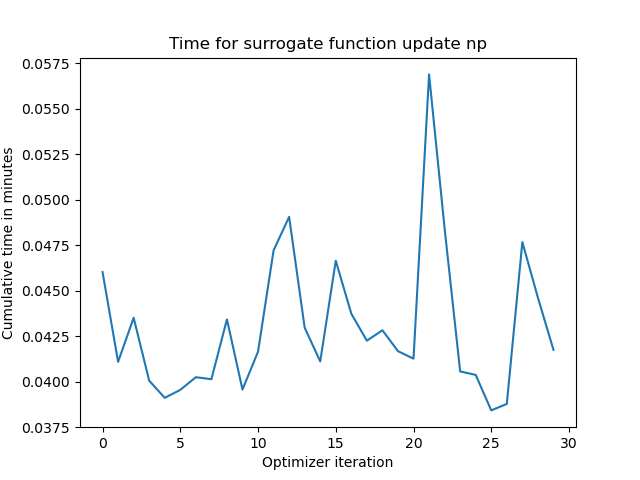 Time for surrogate function update np
0.0575
0.0550
0.0525
0.0500
0.0475
0.0450
0.0425
0.0400
0.0375
Cumulative time in minutes
0 5 10 15 20 25 30
Optimizer iteration